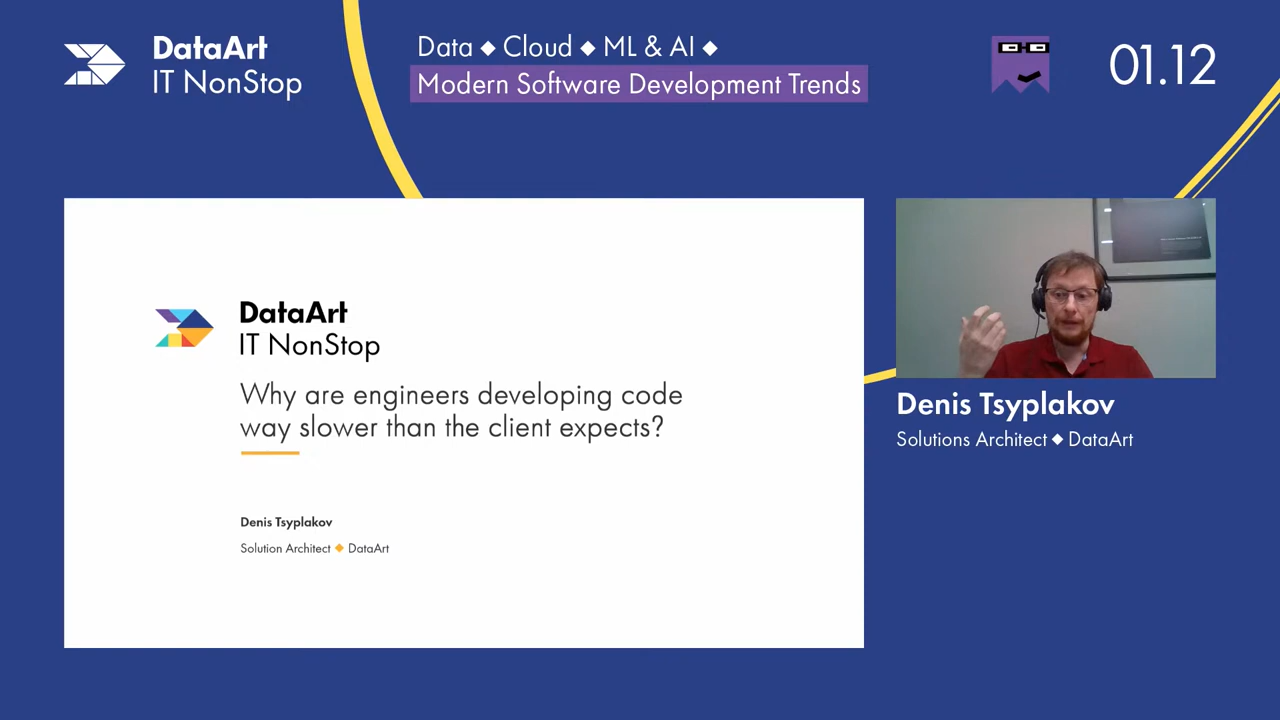 DataArt
IT NonStop
Data ◆ Cloud ◆ ML & AI ◆
Modern Software Development Trends
01.12
DataArt
IT NonStop
Why are engineers developing code
way slower than the client expects?
Denis Tsyplakov
Solution Architect ◆ DataArt
Denis Tsyplakov
Solutions Architect ◆ DataArt